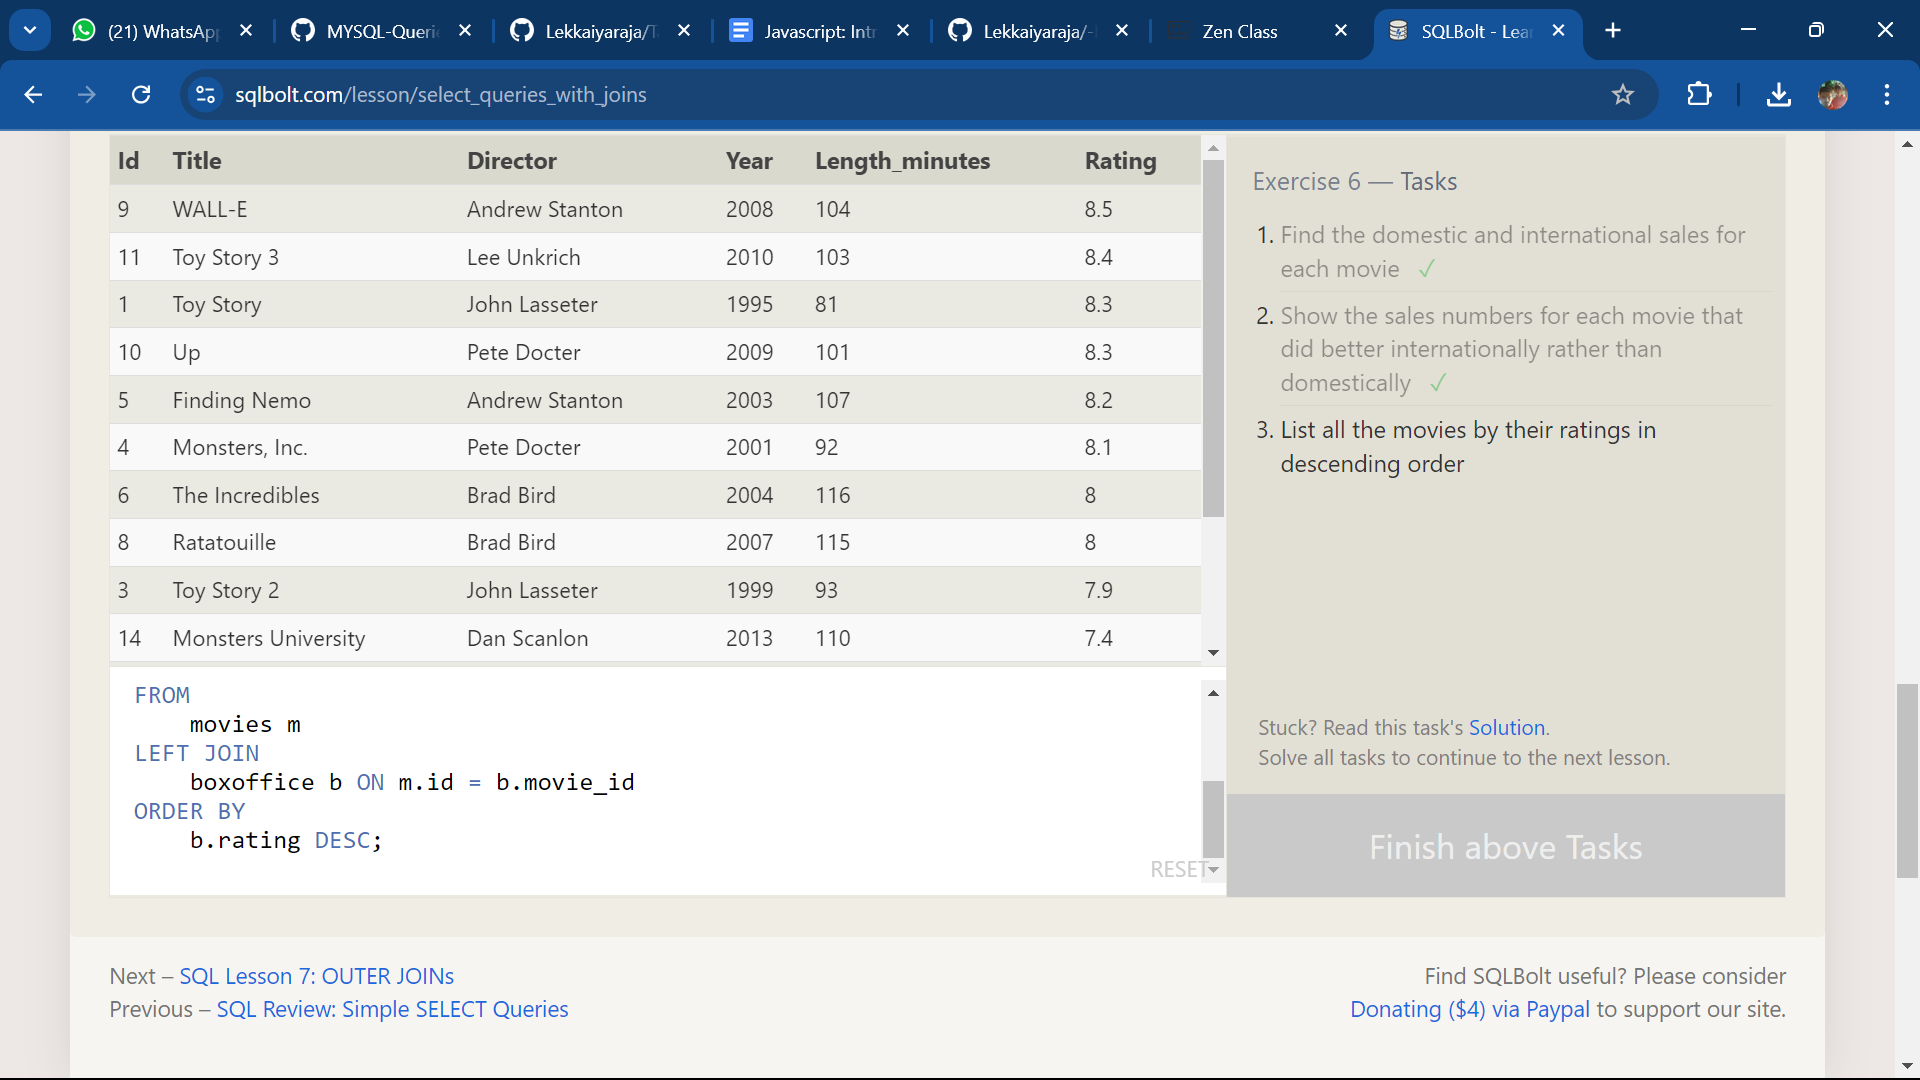 (21) WhatsApp
MYSQL-Queri
Lekkaiyaraja/T
Javascript: Intr
Lekkaiyaraja/-
Zen Class
SQLBolt - Lear
sqlbolt.com/lesson/select_queries_with_joins
Id Title Director Year Length_minutes Rating
9 WALL-E Andrew Stanton 2008 104 8.5
11 Toy Story 3 Lee Unkrich 2010 103 8.4
1 Toy Story John Lasseter 1995 81 8.3
10 Up Pete Docter 2009 101 8.3
5 Finding Nemo Andrew Stanton 2003 107 8.2
4 Monsters, Inc. Pete Docter 2001 92 8.1
6 The Incredibles Brad Bird 2004 116 8
8 Ratatouille Brad Bird 2007 115 8
3 Toy Story 2 John Lasseter 1999 93 7.9
14 Monsters University Dan Scanlon 2013 110 7.4
FROM
movies m
LEFT JOIN
boxoffice b ON m.id = b.movie_id
ORDER BY
b.rating DESC;
RESET
Exercise 6 — Tasks
1. Find the domestic and international sales for
each movie ✓
2. Show the sales numbers for each movie that
did better internationally rather than
domestically ✓
3. List all the movies by their ratings in
descending order
Stuck? Read this task's Solution.
Solve all tasks to continue to the next lesson.
Finish above Tasks
Next – SQL Lesson 7: OUTER JOINs
Previous – SQL Review: Simple SELECT Queries
Find SQLBolt useful? Please consider
Donating ($4) via Paypal to support our site.